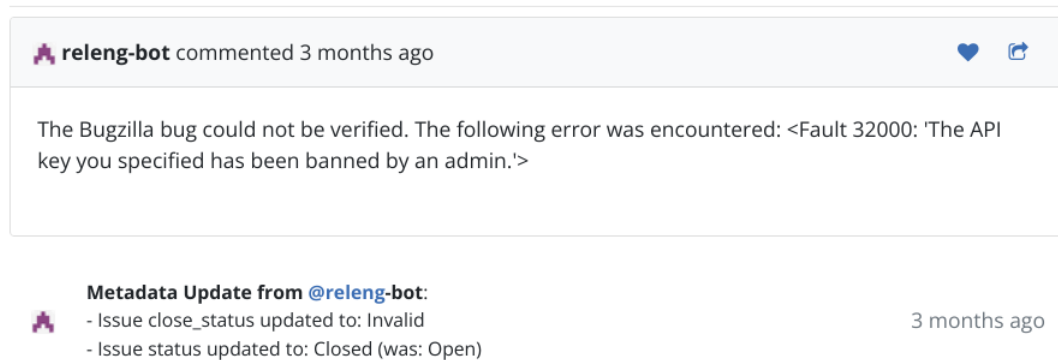 releng-bot commented 3 months ago
The Bugzilla bug could not be verified. The following error was encountered: <Fault 32000: 'The API
key you specified has been banned by an admin.'>
Metadata Update from @releng-bot:
- Issue close_status updated to: Invalid
3 months ago
- Issue status updated to: Closed (was: Open)